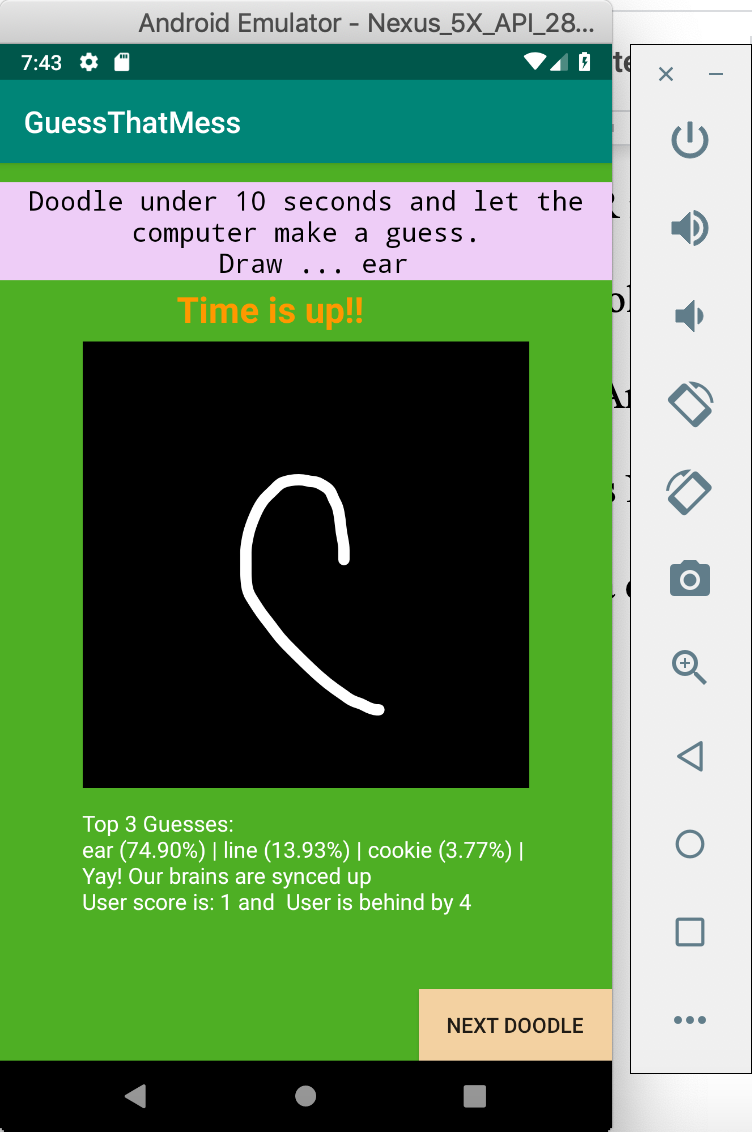 Android Emulator - Nexus_5X_API_28...
7:43
GuessThatMess
Doodle under 10 seconds and let the
computer make a guess.
Draw ... ear
Time is up!!
Top 3 Guesses:
ear (74.90%) | line (13.93%) | cookie (3.77%) |
Yay! Our brains are synced up
User score is: 1 and  User is behind by 4
NEXT DOODLE